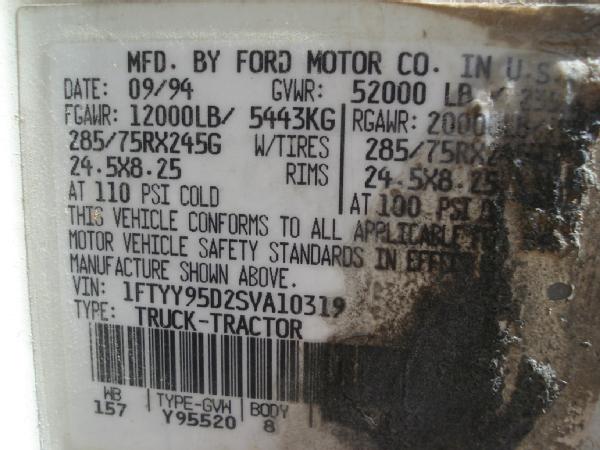 MFD. BY FORD MOTOR CO. IN U.S.
DATE: 09/94 GVWR: 52000 LB /
FGAWR: 12000LB/ 5443KG RGAWR: 20000LB/
285/75RX245G W/TIRES 285/75RX245G
24.5X8.25 RIMS 24.5X8.25
AT 110 PSI COLD AT 100 PSI
THIS VEHICLE CONFORMS TO ALL APPLICABLE
MOTOR VEHICLE SAFETY STANDARDS IN EFFECT
MANUFACTURE SHOWN ABOVE.
VIN: 1FTYY95D2SVA10319
TYPE: TRUCK-TRACTOR
WB TYPE-GVW BODY
157 Y95520 8